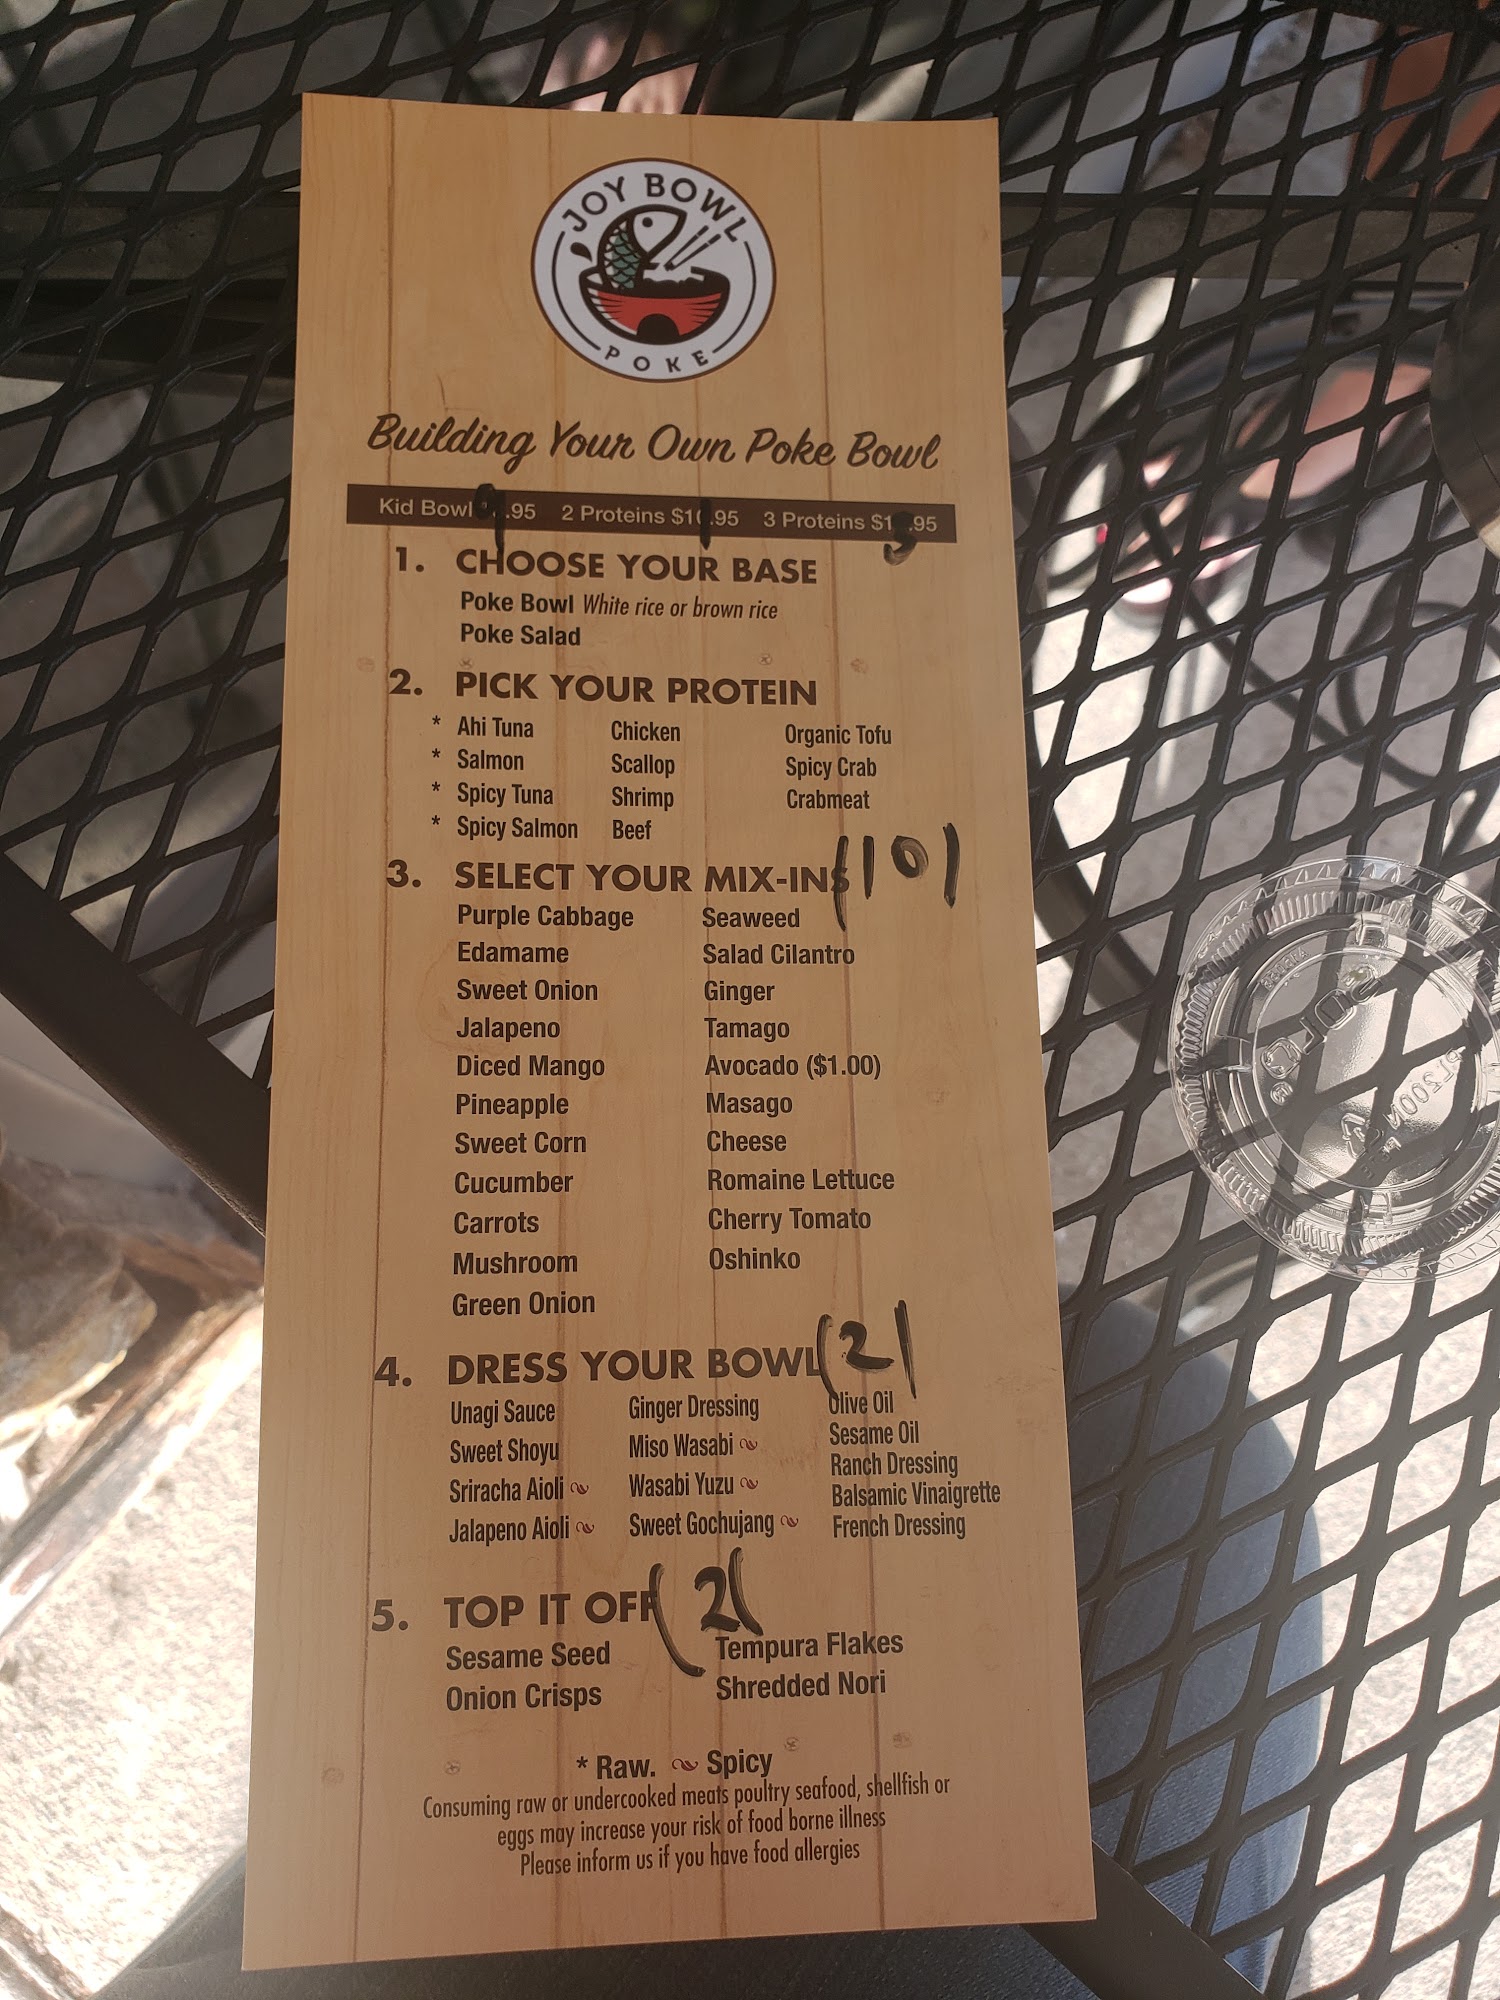 JOY BOWL
POKE
Building Your Own Poke Bowl
Kid Bowl 9.95 2 Proteins $11.95 3 Proteins $13.95
1. CHOOSE YOUR BASE
Poke Bowl White rice or brown rice
Poke Salad
2. PICK YOUR PROTEIN
* Ahi Tuna Chicken Organic Tofu
* Salmon Scallop Spicy Crab
* Spicy Tuna Shrimp Crabmeat
* Spicy Salmon Beef
3. SELECT YOUR MIX-INS (10)
Purple Cabbage Seaweed
Edamame Salad Cilantro
Sweet Onion Ginger
Jalapeno Tamago
Diced Mango Avocado ($1.00)
Pineapple Masago
Sweet Corn Cheese
Cucumber Romaine Lettuce
Carrots Cherry Tomato
Mushroom Oshinko
Green Onion
4. DRESS YOUR BOWL (2)
Unagi Sauce Ginger Dressing Olive Oil
Sweet Shoyu Miso Wasabi Sesame Oil
Sriracha Aioli Wasabi Yuzu Ranch Dressing
Jalapeno Aioli Sweet Gochujang Balsamic Vinaigrette
French Dressing
5. TOP IT OFF (2)
Sesame Seed Tempura Flakes
Onion Crisps Shredded Nori
* Raw. Spicy
Consuming raw or undercooked meats poultry seafood, shellfish or
eggs may increase your risk of food borne illness
Please inform us if you have food allergies
SOLO